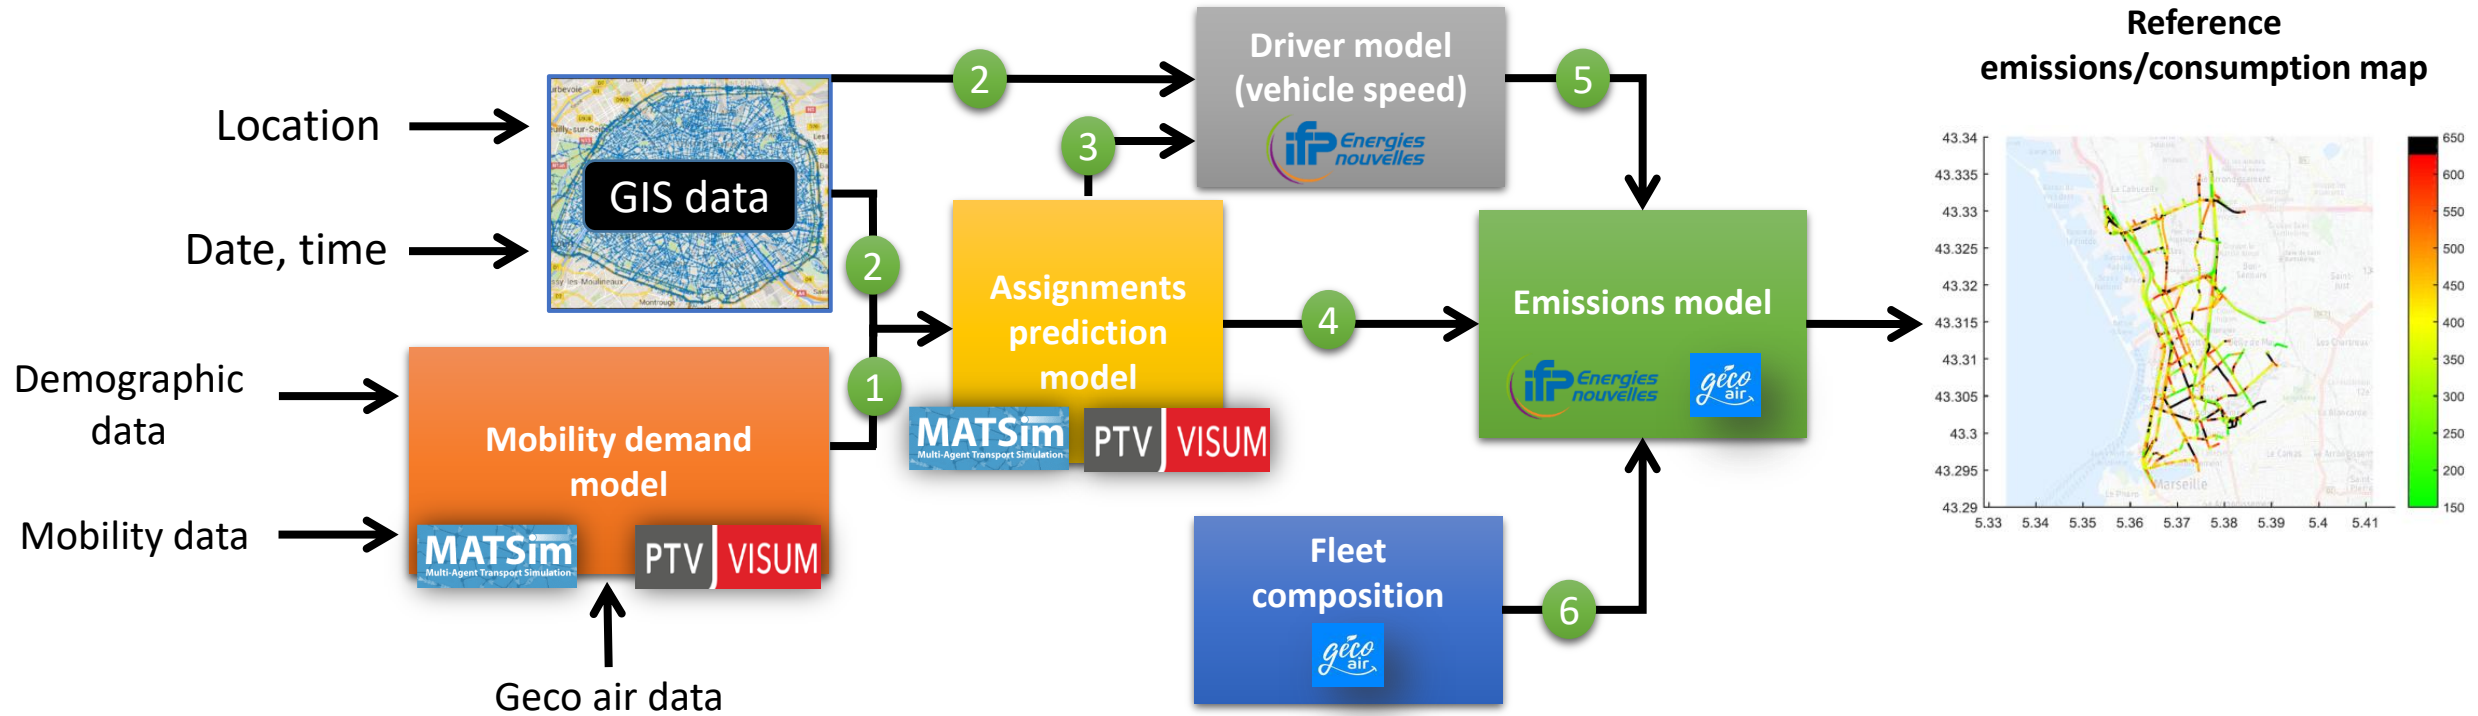 Reference
emissions/consumption map
Driver model
(vehicle speed)
ifp Energies
nouvelles
2
5
3
Location
GIS data
Date, time
2
Assignments
prediction
model
MATSim
Multi-Agent Transport Simulation
PTV VISUM
4
Emissions model
ifp Energies
nouvelles
géco
air
1
Demographic
data
Mobility demand
model
MATSim
Multi-Agent Transport Simulation
PTV VISUM
Mobility data
Geco air data
Fleet
composition
géco
air
6
43.34
43.335
43.33
43.325
43.32
43.315
43.31
43.305
43.3
43.295
43.29
5.33 5.34 5.35 5.36 5.37 5.38 5.39 5.4 5.41
650
600
550
500
450
400
350
300
250
200
150
Marseille
La Cabucelle
Montrouge